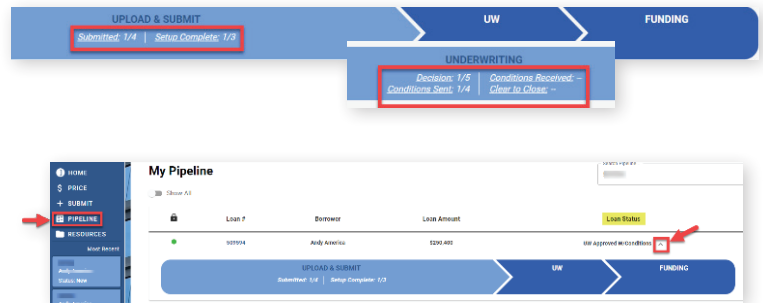 UPLOAD & SUBMIT
UW
FUNDING
Submitted: 1/4 | Setup Complete: 1/3
UNDERWRITING
Decision: 1/5 | Conditions Received: --
Conditions Sent: 1/4 | Clear to Close: --
HOME
My Pipeline
Search Pipeline
$ PRICE
Show All
+ SUBMIT
PIPELINE
Loan #
Borrower
Loan Amount
Loan Status
RESOURCES
Most Recent
Andy America
UW Approved W/Conditions
UPLOAD & SUBMIT
UW
FUNDING
Submitted: 1/4 | Setup Complete: 1/3
Status: New